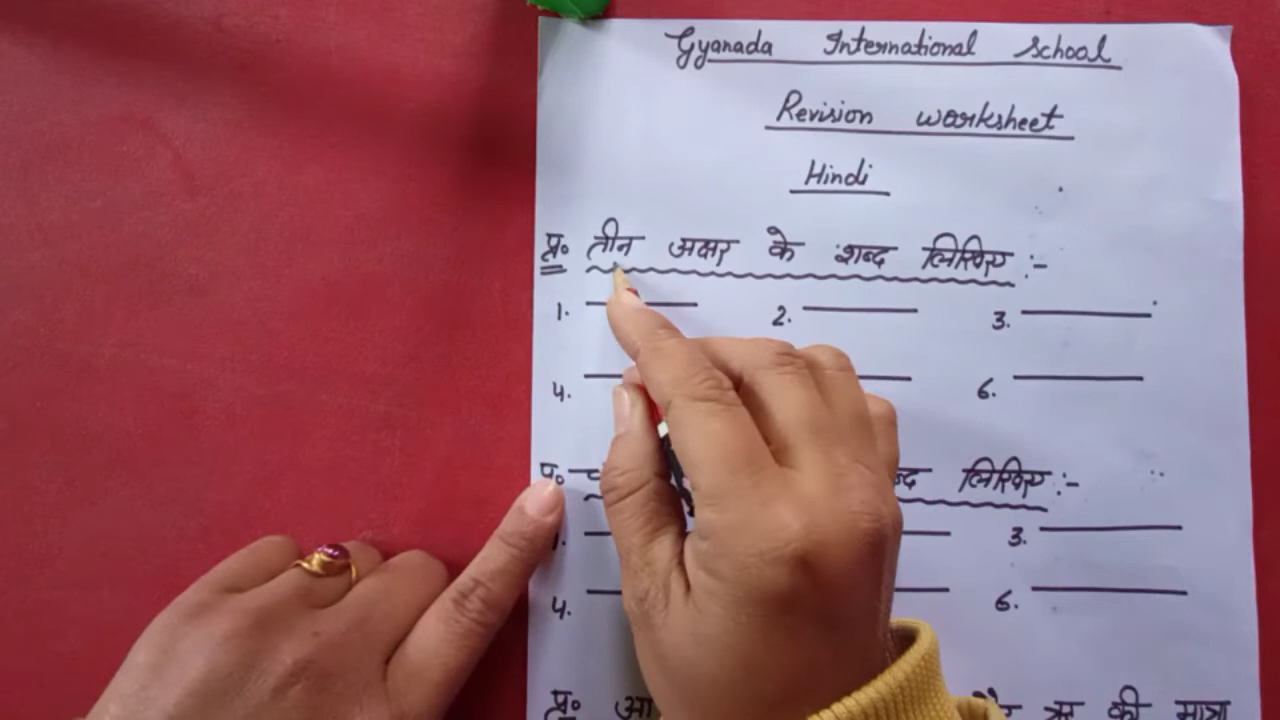 Gyanada International School
Revision worksheet
Hindi
प्र० तीन अक्षर के शब्द लिखिए :-
1. 2. 3.
4. 6.
प्र० लिखिए :-
3.
4. 6.
प्र० की मात्रा